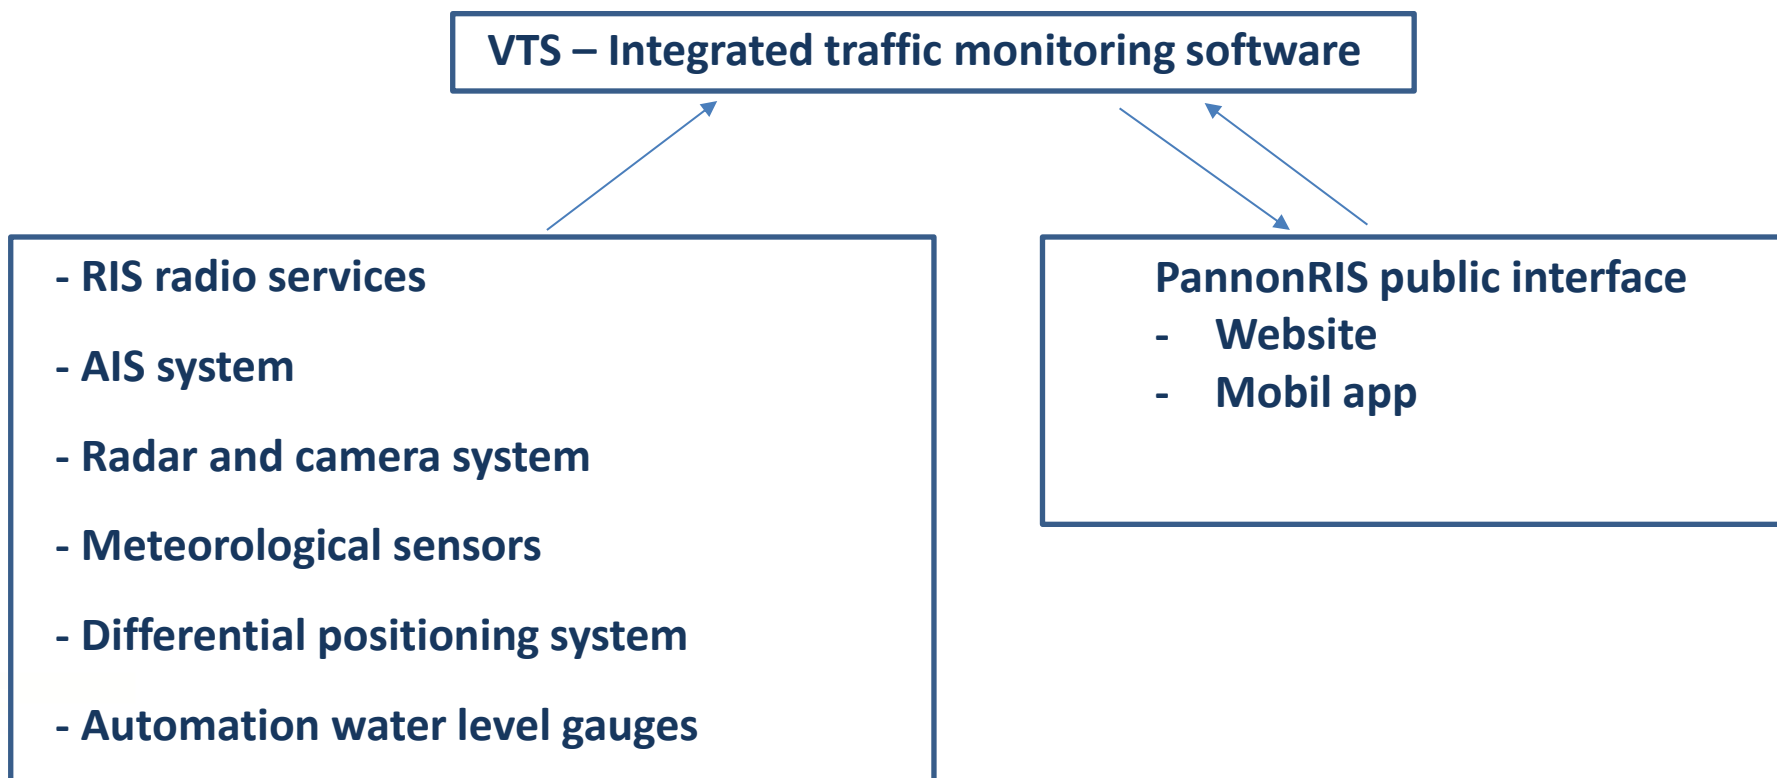 VTS – Integrated traffic monitoring software
- RIS radio services
- AIS system
- Radar and camera system
- Meteorological sensors
- Differential positioning system
- Automation water level gauges
PannonRIS public interface
- Website
- Mobil app